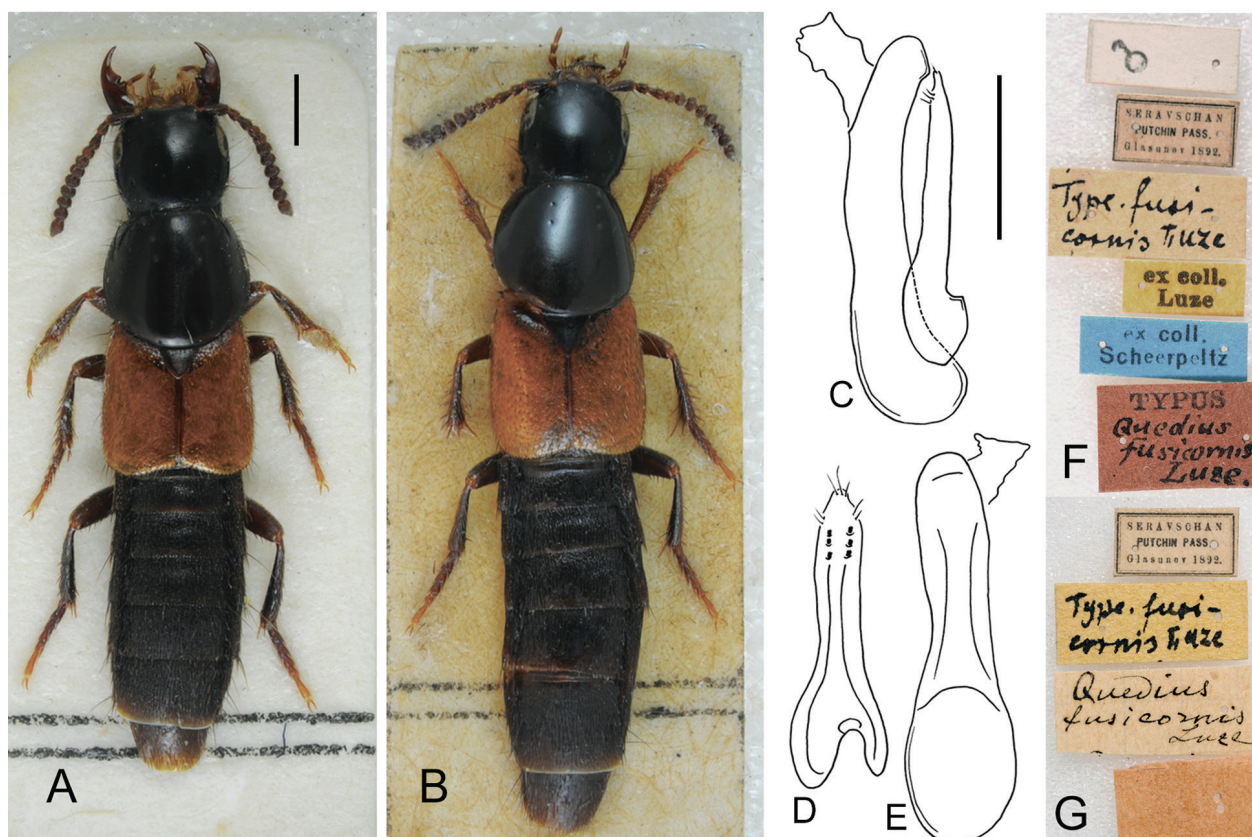 A
B
C
D
E
♂
SERAVSCHAN
PUTCHIN PASS.
Glasunov 1892.
Type. fusi-
cornis Luze
ex coll.
Luze
ex coll.
Scheerpeltz
TYPUS
Quedius
fusicornis
Luze.
F
SERAVSCHAN
PUTCHIN PASS.
Glasunov 1892.
Type. fusi-
cornis Luze
Quedius
fusicornis
Luze
G